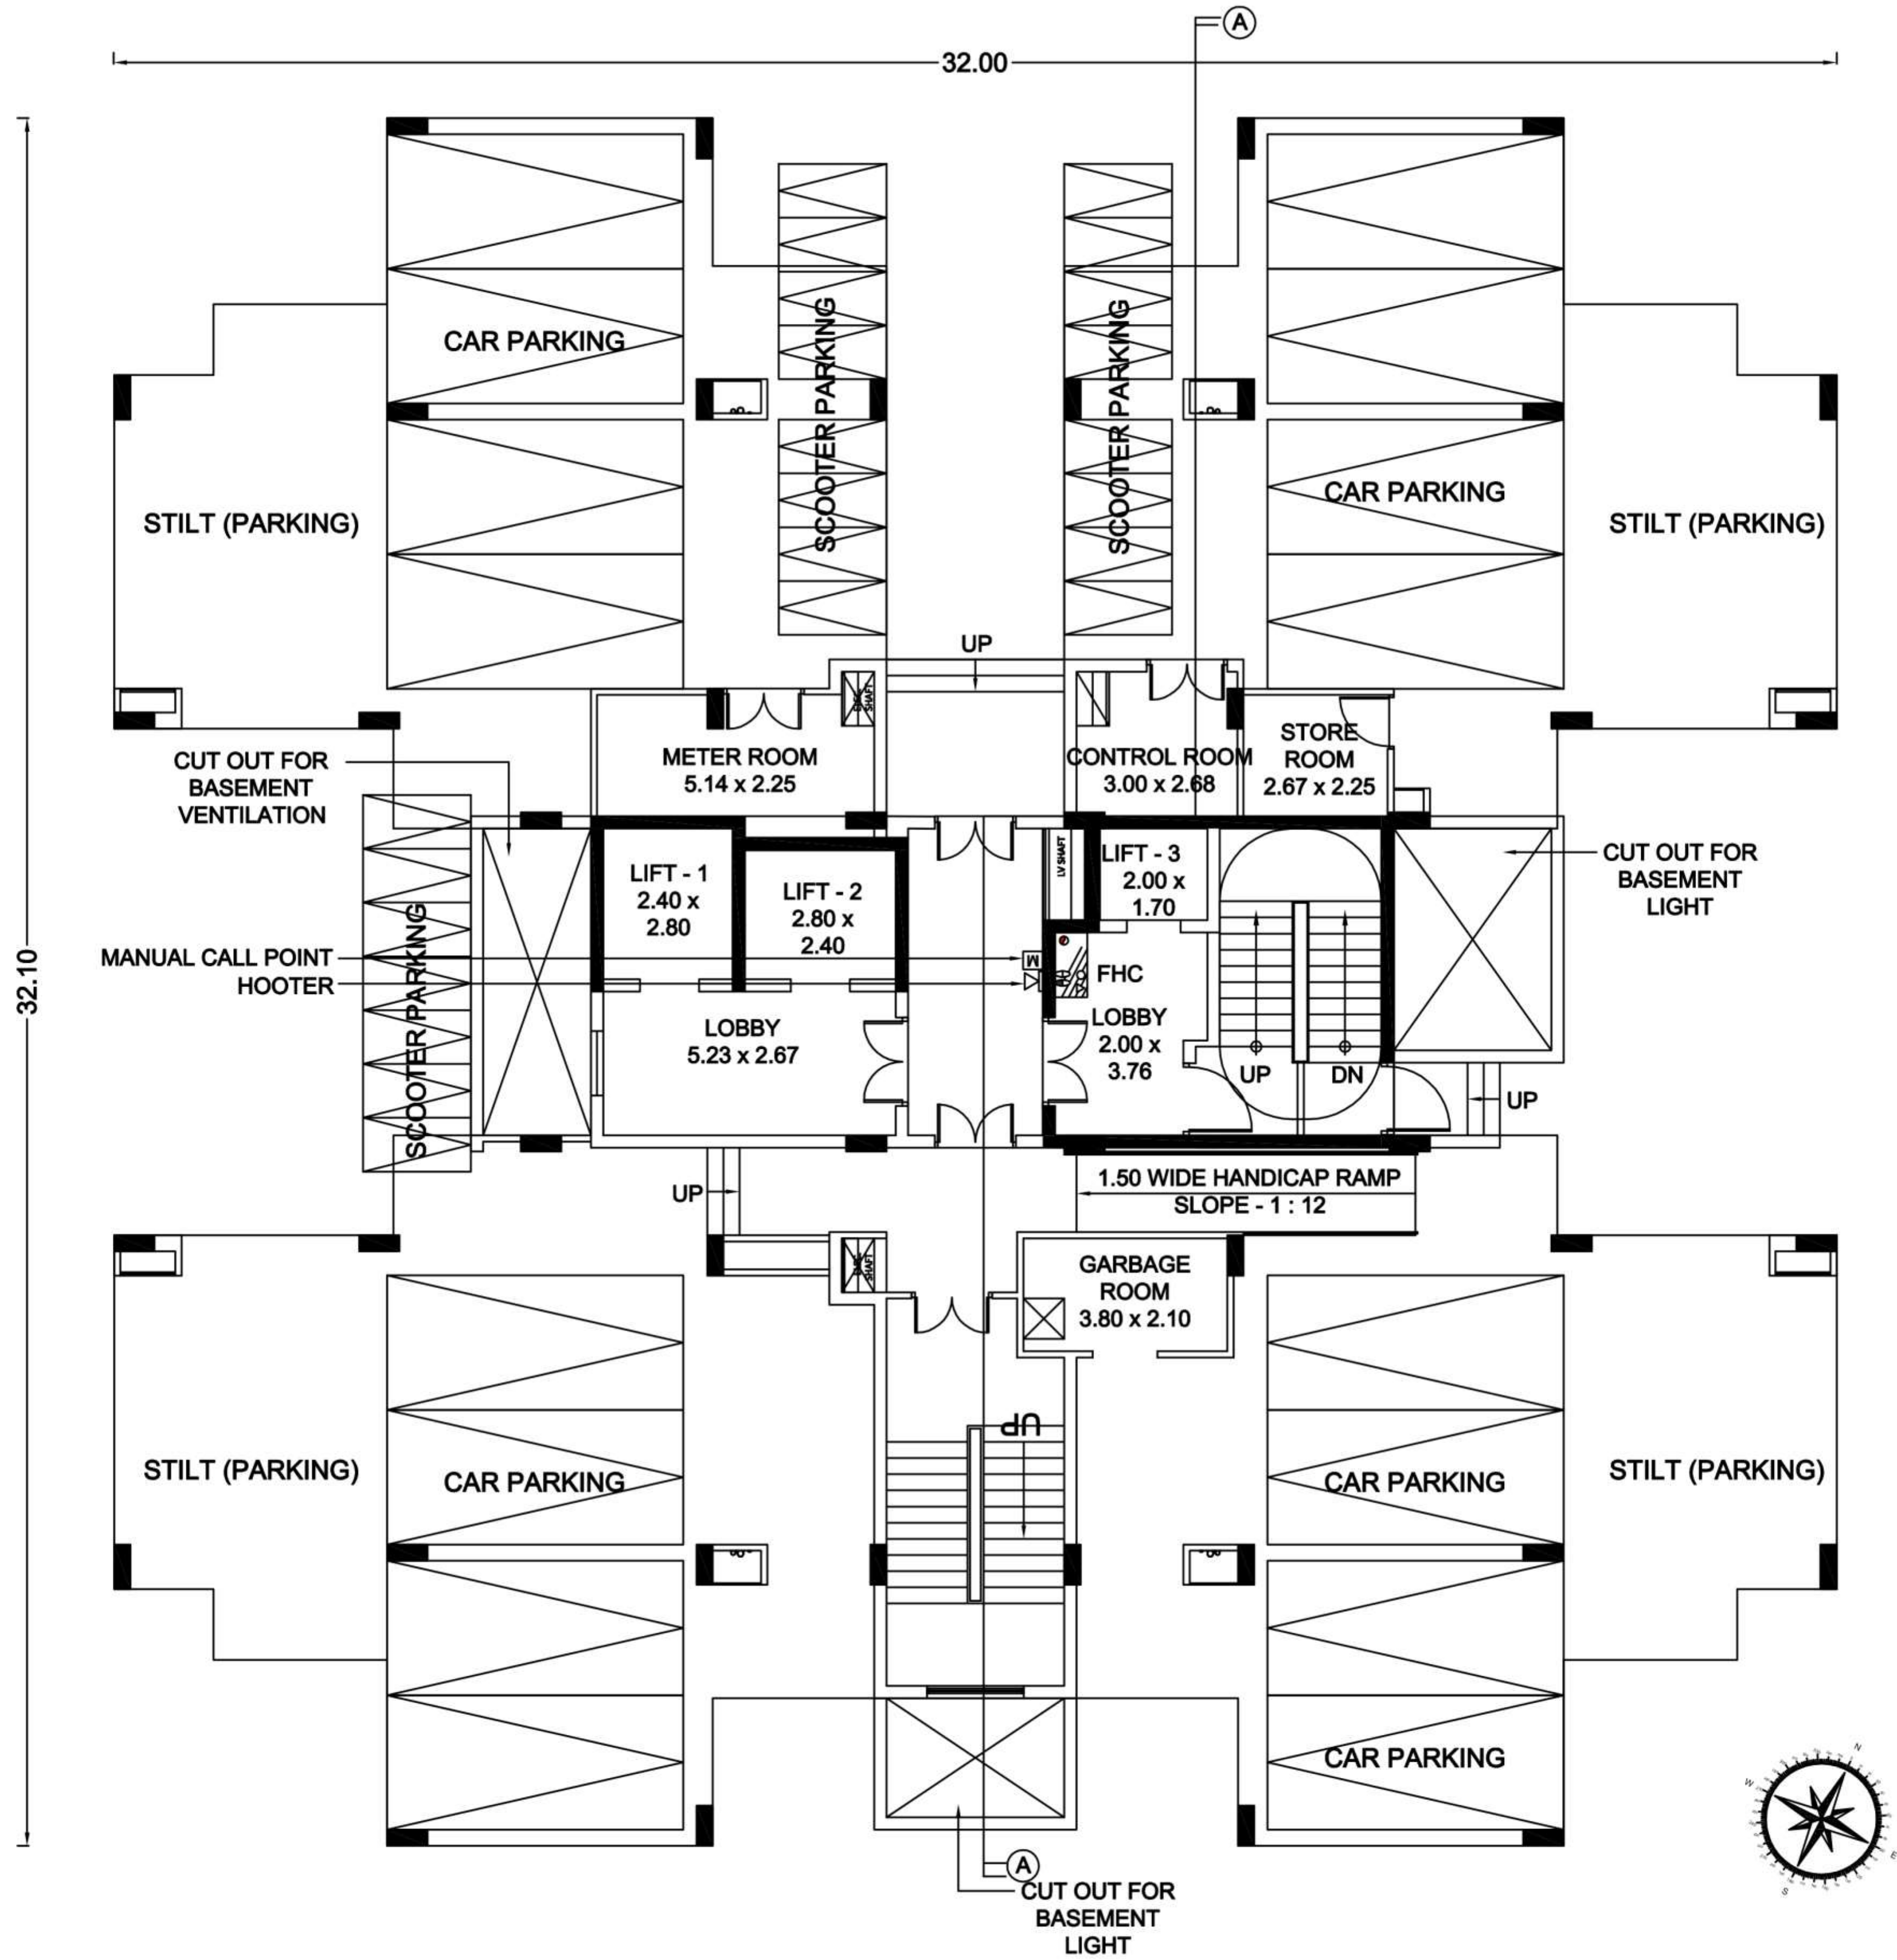 A
32.00
CAR PARKING
SCOOTER PARKING
SCOOTER PARKING
CAR PARKING
STILT (PARKING)
STILT (PARKING)
UP
SHAFT
CUT OUT FOR
BASEMENT
VENTILATION
METER ROOM
5.14 x 2.25
CONTROL ROOM
3.00 x 2.68
STORE
ROOM
2.67 x 2.25
LIFT - 1
2.40 x
2.80
LIFT - 2
2.80 x
2.40
LV SHAFT
LIFT - 3
2.00 x
1.70
CUT OUT FOR
BASEMENT
LIGHT
32.10
SCOOTER PARKING
MANUAL CALL POINT
HOOTER
M
FHC
LOBBY
5.23 x 2.67
LOBBY
2.00 x
3.76
UP
DN
UP
UP
1.50 WIDE HANDICAP RAMP
SLOPE - 1 : 12
SHAFT
GARBAGE
ROOM
3.80 x 2.10
UP
STILT (PARKING)
CAR PARKING
CAR PARKING
STILT (PARKING)
CAR PARKING
N
W
E
S
A
CUT OUT FOR
BASEMENT
LIGHT